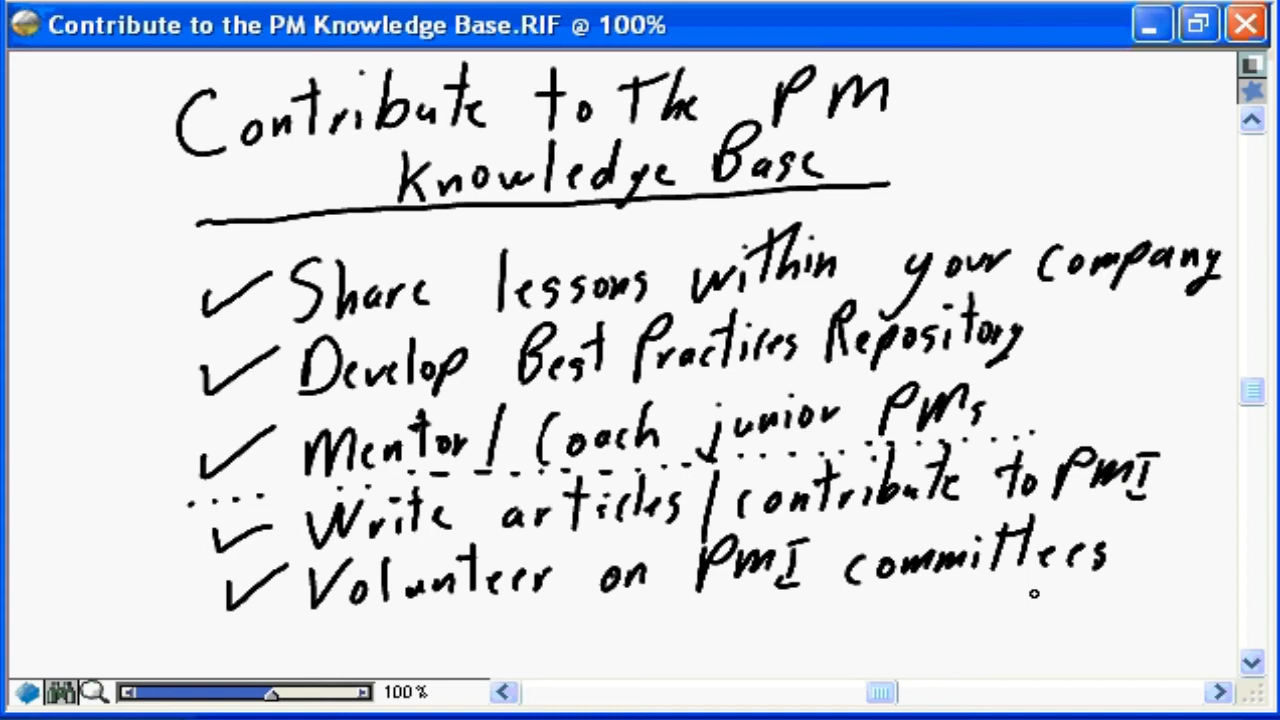 Contribute to the PM Knowledge Base.RIF @ 100%
Contribute to The PM
Knowledge Base
✓ Share lessons within your company
✓ Develop Best Practices Repository
✓ Mentor/Coach junior PMs
✓ Write articles/contribute to PMI
✓ Volunteer on PMI committees
100%